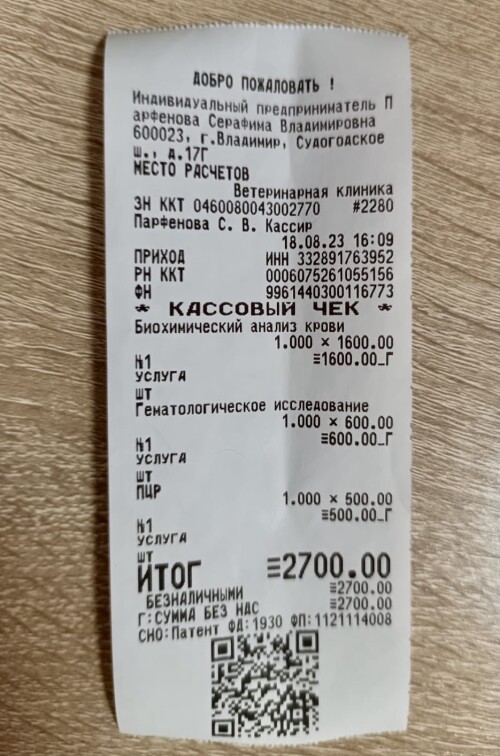 ДОБРО ПОЖАЛОВАТЬ !
Индивидуальный предприниматель П
арфенова Серафима Владимировна
600023, г.Владимир, Судогодское
ш., д.17Г
МЕСТО РАСЧЕТОВ
Ветеринарная клиника
ЗН ККТ 0460080043002770 #2280
Парфенова С. В. Кассир
18.08.23 16:09
ПРИХОД ИНН 332891763952
РН ККТ 0006075261055156
ФН 9961440300116773
* КАССОВЫЙ ЧЕК *
Биохимический анализ крови
1.000 × 1600.00
№1 ≡1600.00_Г
УСЛУГА
шт
Гематологическое исследование
1.000 × 600.00
№1 ≡600.00_Г
УСЛУГА
шт
ПЦР
1.000 × 500.00
№1 ≡500.00_Г
УСЛУГА
шт
ИТОГ ≡2700.00
БЕЗНАЛИЧНЫМИ ≡2700.00
Г:СУММА БЕЗ НДС ≡2700.00
СНО:Патент ФД:1930 ФП:1121114008